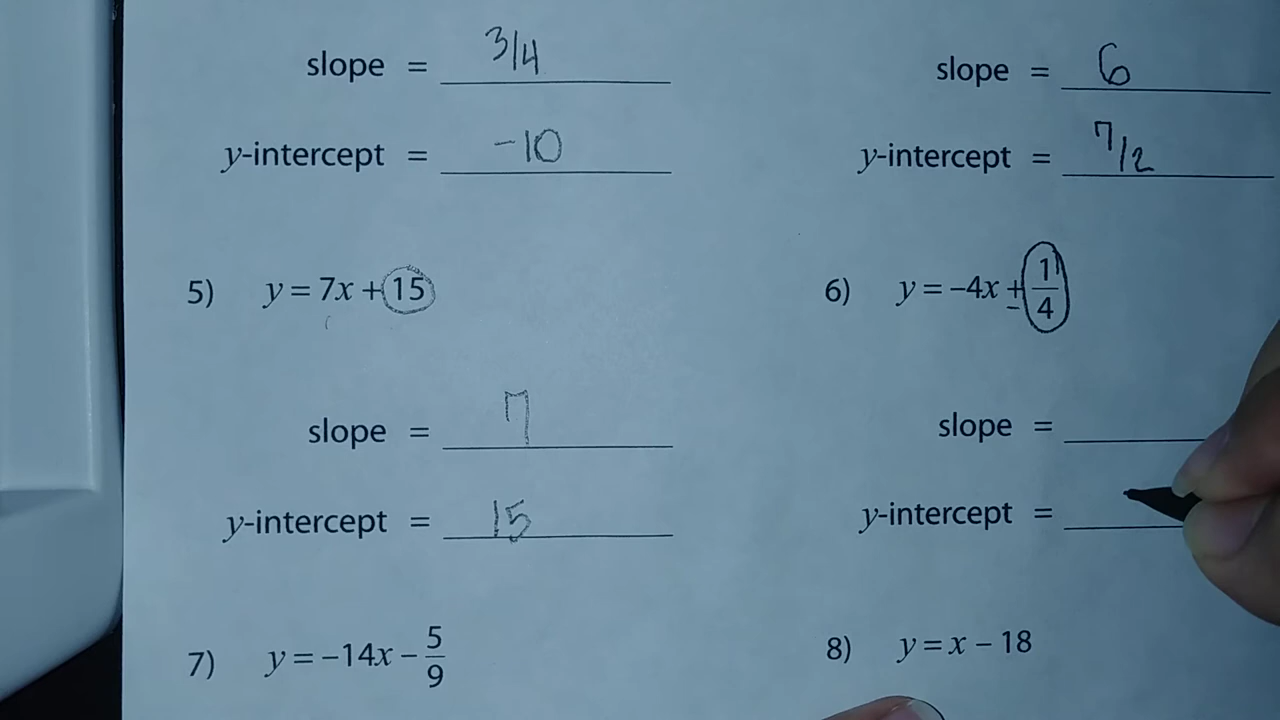 slope = 3/4
slope = 6
y-intercept = -10
y-intercept = 7/2
5) y = 7x + 15
6) y = -4x + 1/4
slope = 7
slope =
y-intercept = 15
y-intercept =
7) y = -14x - 5/9
8) y = x - 18